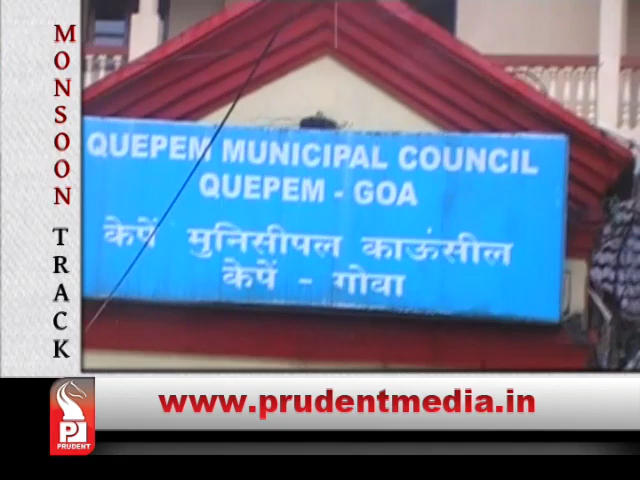 MONSOON TRACK
QUEPEM MUNICIPAL COUNCIL
QUEPEM - GOA
केपें मुनिसीपल काऊंसील
केपें - गोवा
PRUDENT
www.prudentmedia.in